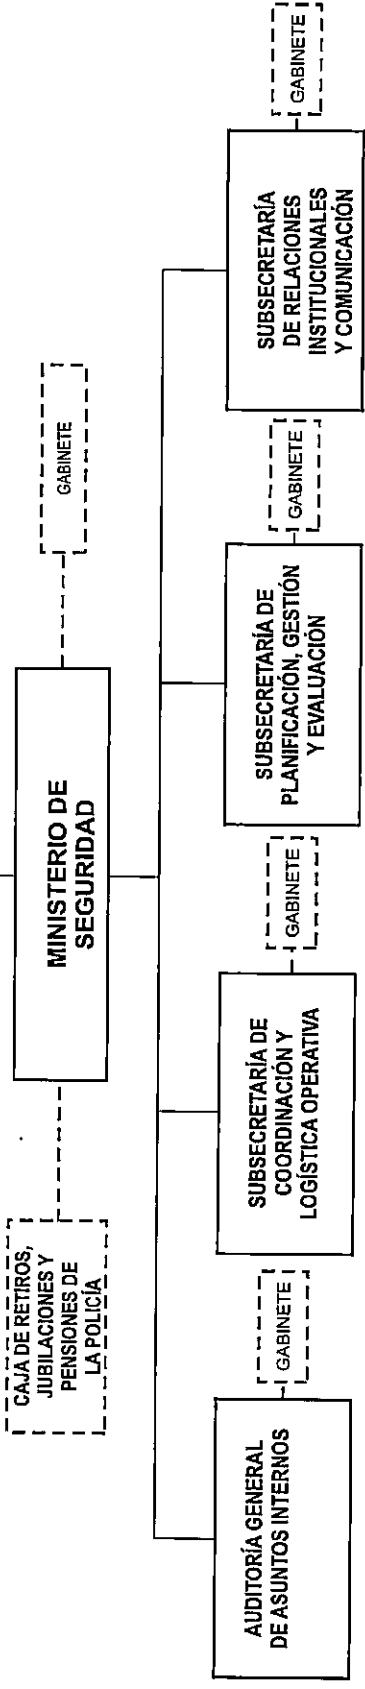 CAJA DE RETIROS,
JUBILACIONES Y
PENSIONES DE
LA POLICÍA
MINISTERIO DE
SEGURIDAD
GABINETE
AUDITORÍA GENERAL
DE ASUNTOS INTERNOS
GABINETE
SUBSECRETARÍA DE
COORDINACIÓN Y
LOGÍSTICA OPERATIVA
GABINETE
SUBSECRETARÍA DE
PLANIFICACIÓN, GESTIÓN
Y EVALUACIÓN
GABINETE
SUBSECRETARÍA
DE RELACIONES
INSTITUCIONALES
Y COMUNICACIÓN
GABINETE